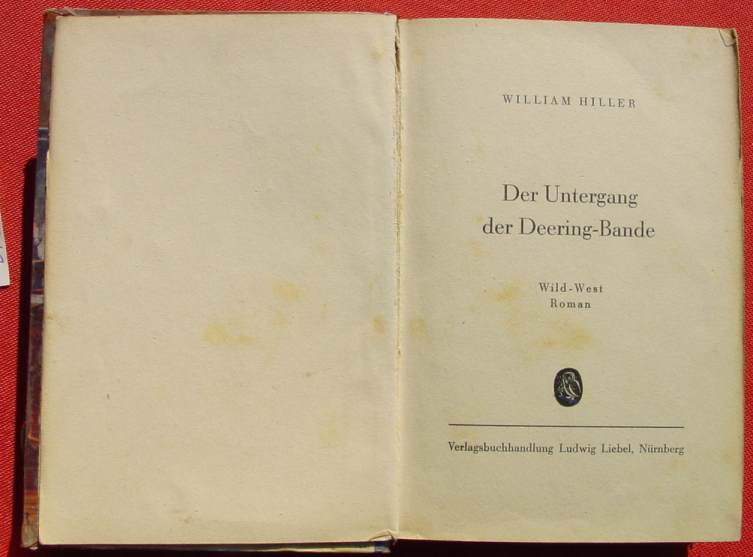 WILLIAM HILLER
Der Untergang
der Deering-Bande
Wild-West
Roman
Verlagsbuchhandlung Ludwig Liebel, Nürnberg